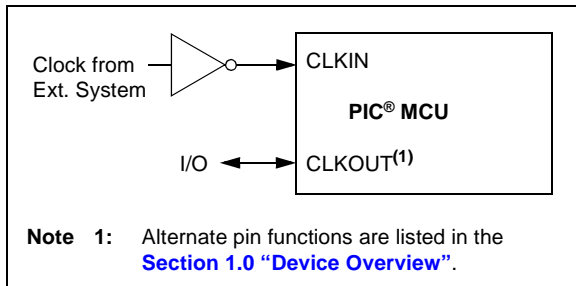 Clock from
Ext. System
CLKIN
PIC® MCU
I/O
CLKOUT(1)
Note 1: Alternate pin functions are listed in the
Section 1.0 “Device Overview”.